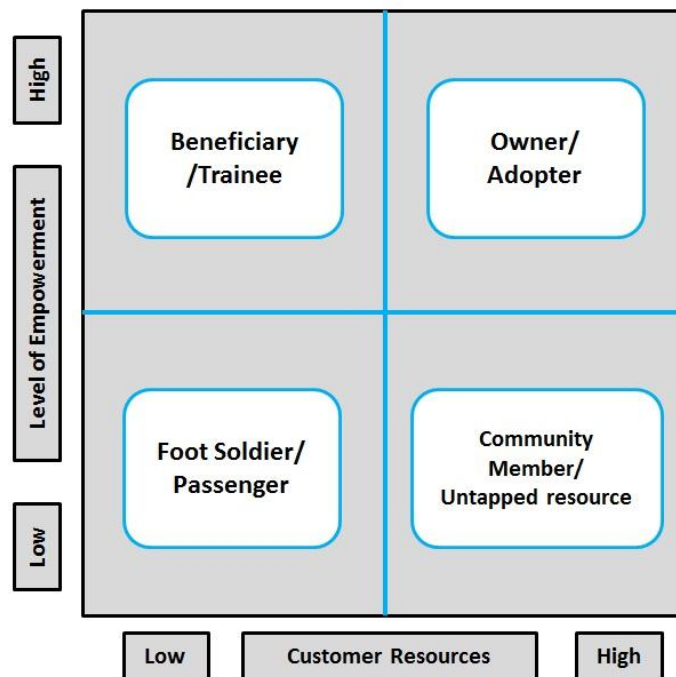 High
Beneficiary
/Trainee
Owner/
Adopter
Level of Empowerment
Foot Soldier/
Passenger
Community
Member/
Untapped resource
Low
Low
Customer Resources
High